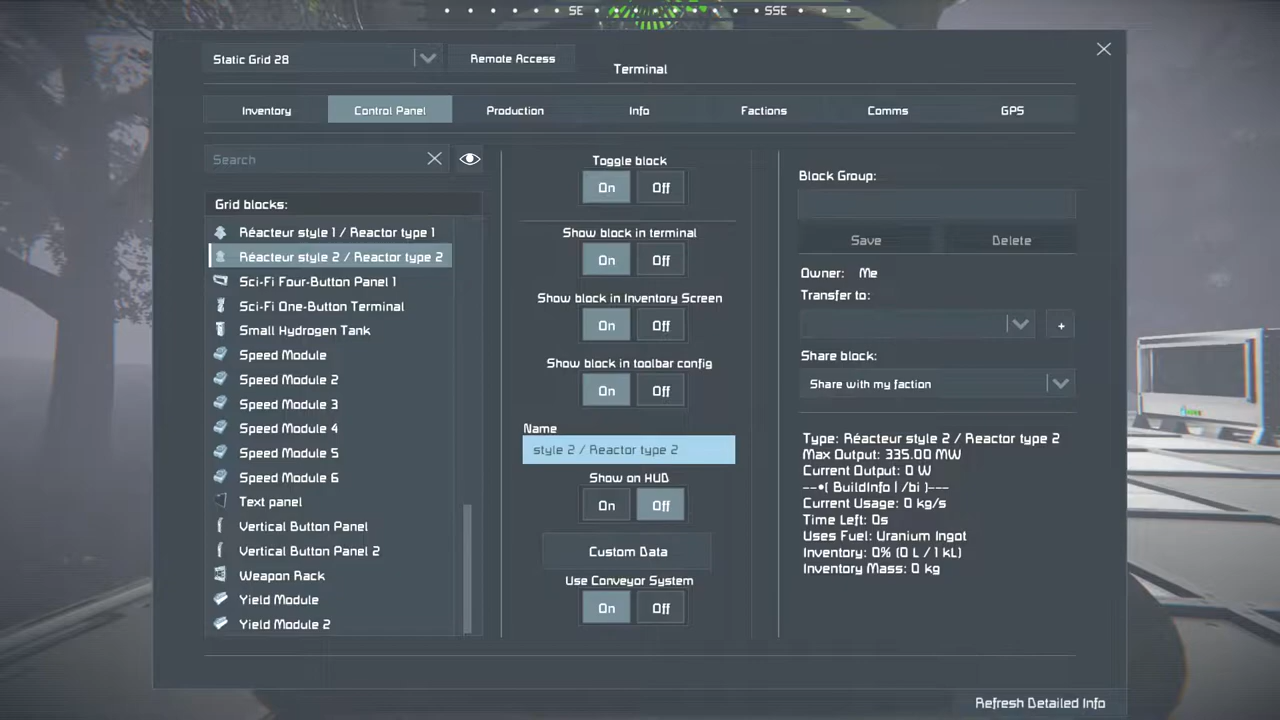 SE
SSE
Static Grid 28
Remote Access
Terminal
Inventory
Control Panel
Production
Info
Factions
Comms
GPS
Search
Grid blocks:
Réacteur style 1 / Reactor type 1
Réacteur style 2 / Reactor type 2
Sci-Fi Four-Button Panel 1
Sci-Fi One-Button Terminal
Small Hydrogen Tank
Speed Module
Speed Module 2
Speed Module 3
Speed Module 4
Speed Module 5
Speed Module 6
Text panel
Vertical Button Panel
Vertical Button Panel 2
Weapon Rack
Yield Module
Yield Module 2
Toggle block
On Off
Show block in terminal
On Off
Show block in Inventory Screen
On Off
Show block in toolbar config
On Off
Name
style 2 / Reactor type 2
Show on HUD
On Off
Custom Data
Use Conveyor System
On Off
Block Group:
Save
Delete
Owner: Me
Transfer to:
+
Share block:
Share with my faction
Type: Réacteur style 2 / Reactor type 2
Max Output: 335.00 MW
Current Output: 0 W
--•( BuildInfo | /bi )---
Current Usage: 0 kg/s
Time Left: 0s
Uses Fuel: Uranium Ingot
Inventory: 0% (0 L / 1 kL)
Inventory Mass: 0 kg
Refresh Detailed Info